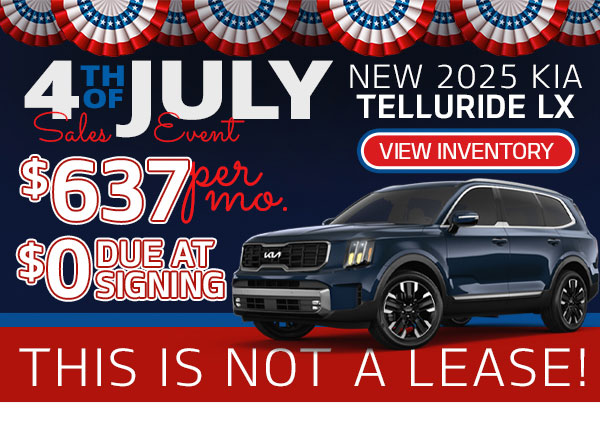 4TH OF JULY
Sales Event
NEW 2025 KIA
TELLURIDE LX
VIEW INVENTORY
$637 per mo.
$0 DUE AT SIGNING
KIA
THIS IS NOT A LEASE!